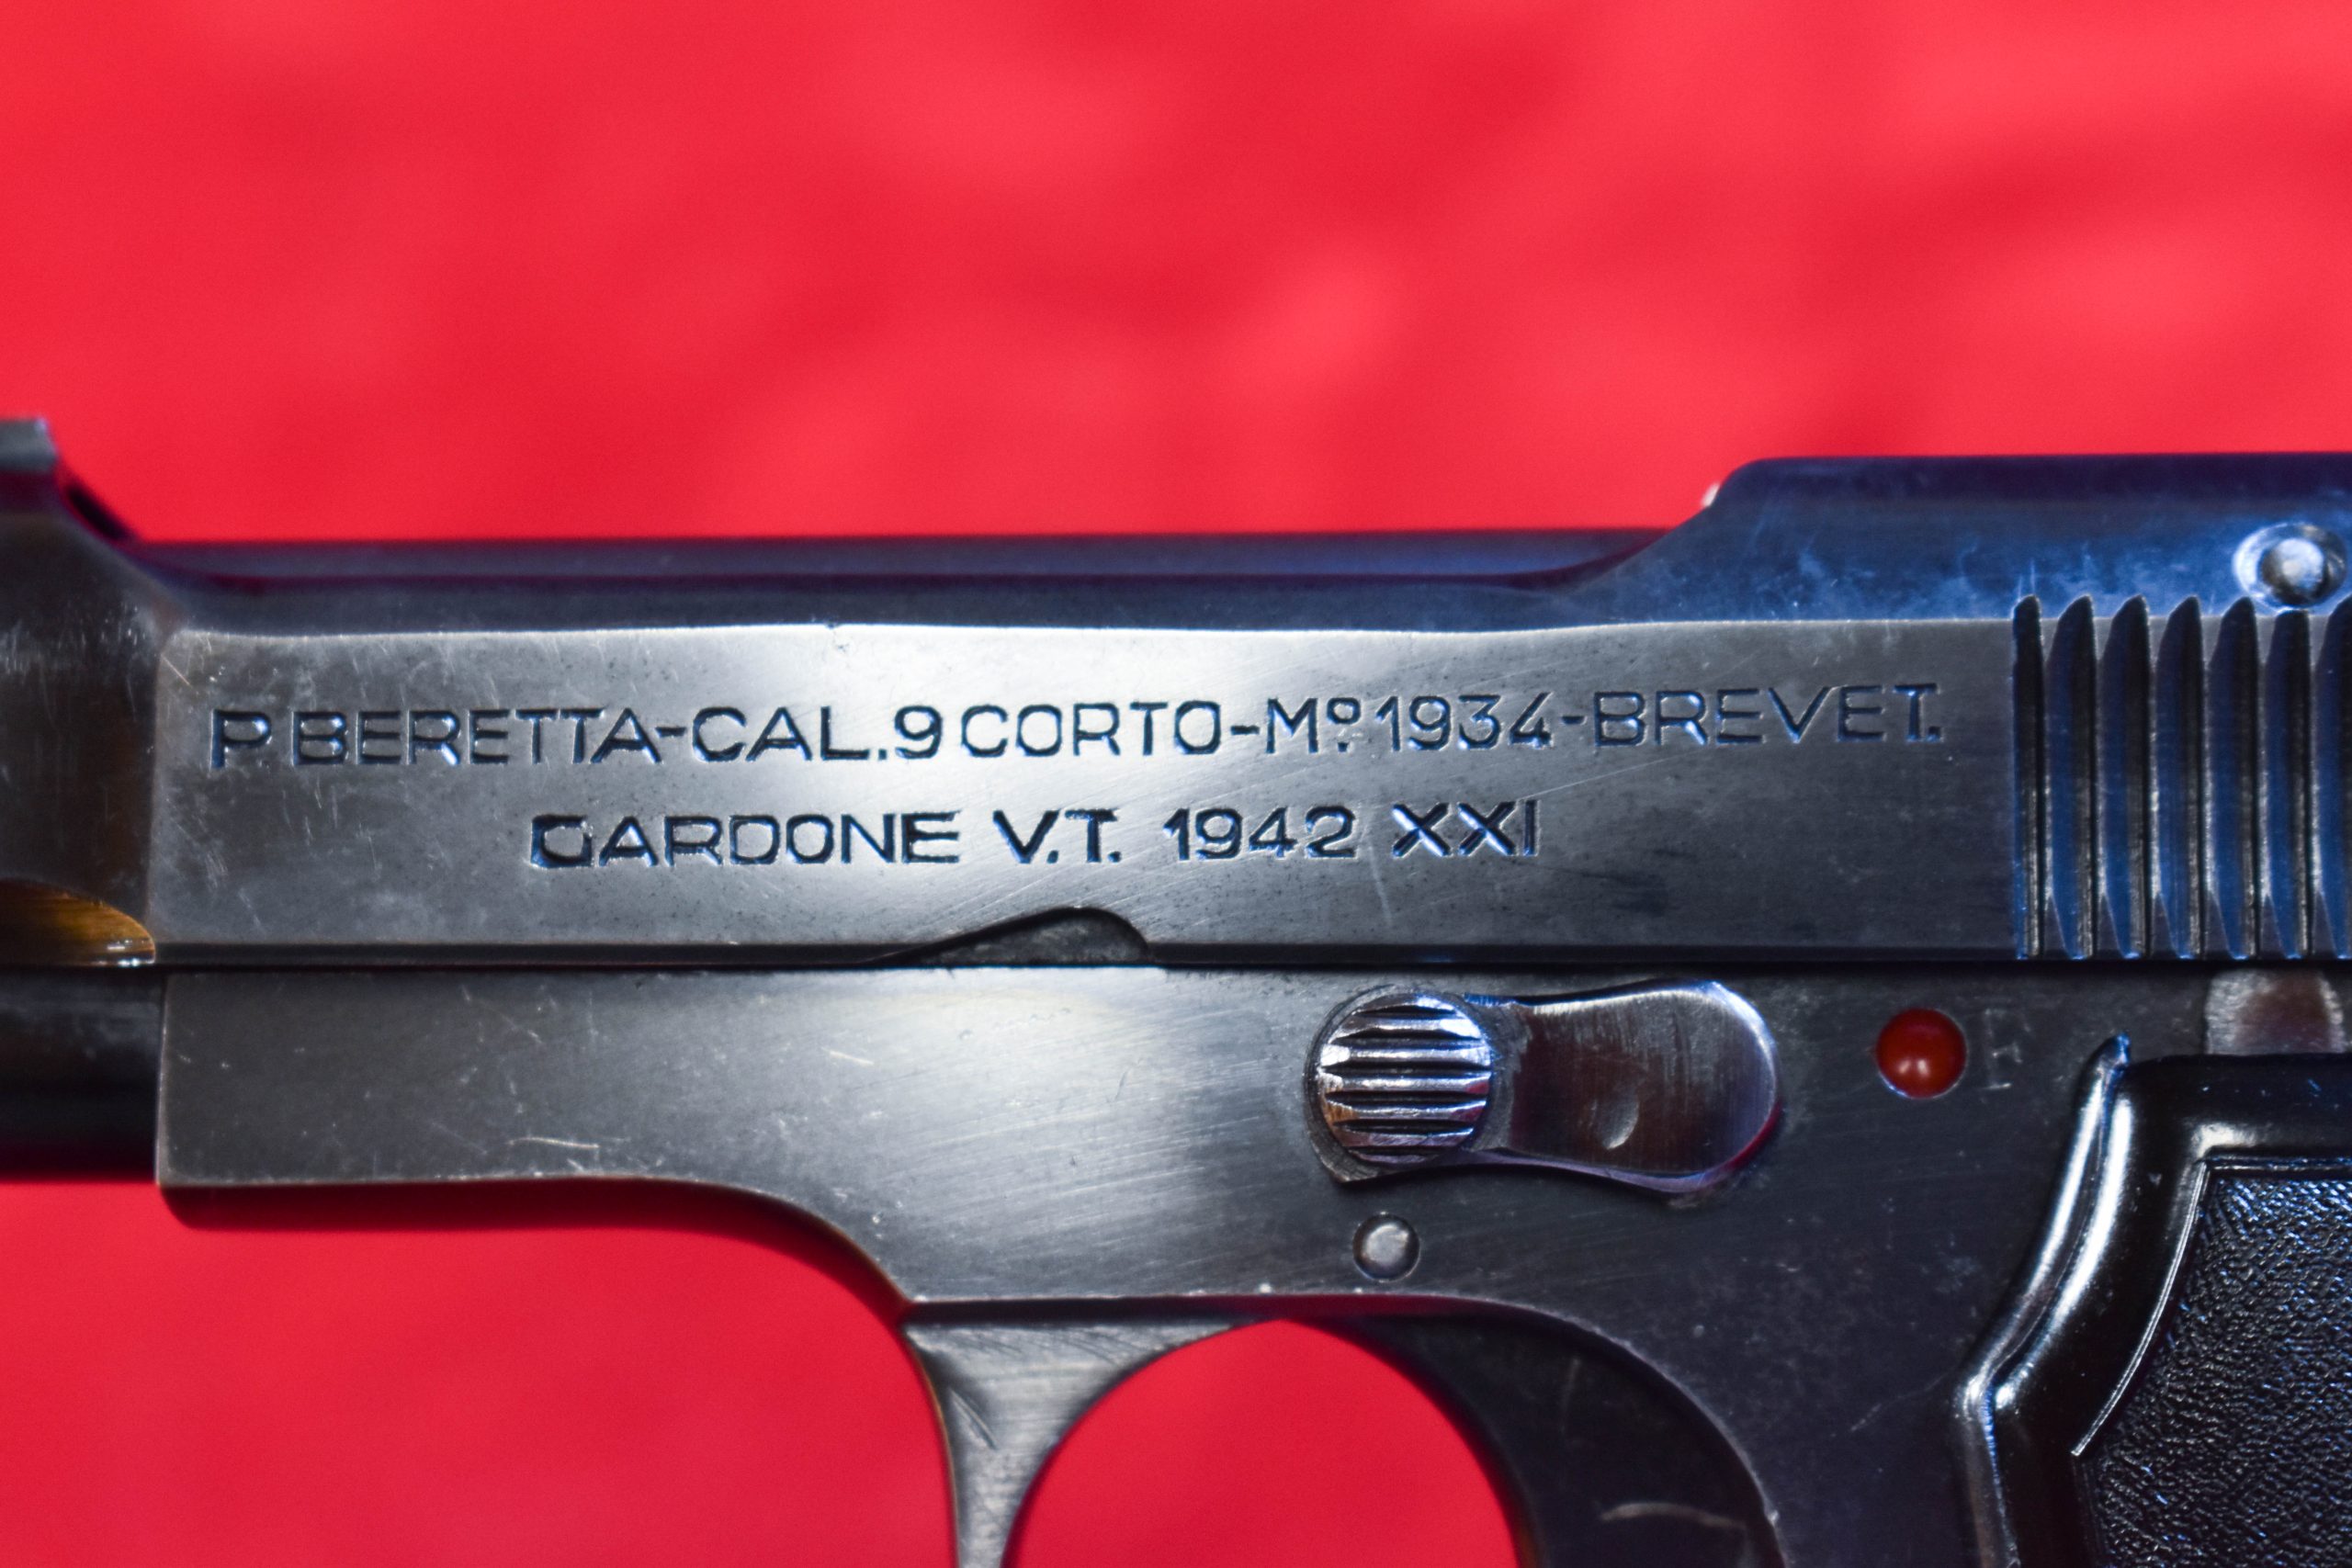 P. BERETTA-CAL.9 CORTO-Mº1934-BREVET.
GARDONE V.T. 1942 XXI